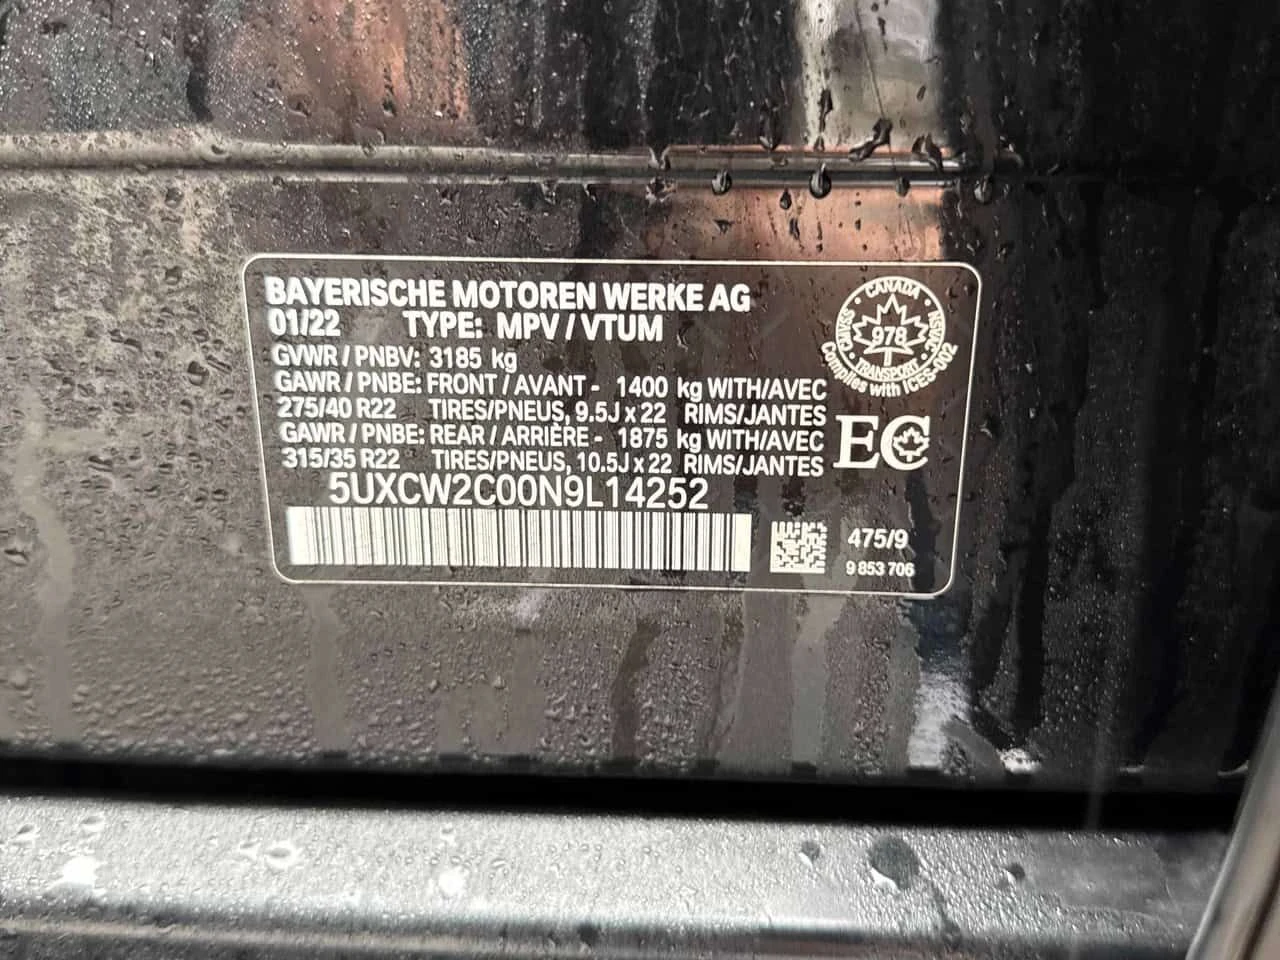 BAYERISCHE MOTOREN WERKE AG
01/22 TYPE: MPV / VTUM
GVWR / PNBV: 3185 kg
GAWR / PNBE: FRONT / AVANT - 1400 kg WITH/AVEC
275/40 R22 TIRES/PNEUS, 9.5J x 22 RIMS/JANTES
GAWR / PNBE: REAR / ARRIÈRE - 1875 kg WITH/AVEC
315/35 R22 TIRES/PNEUS, 10.5J x 22 RIMS/JANTES
5UXCW2C00N9L14252
CANADA
CMVSS
978
NSVAC
TRANSPORT
Complies with ICES-002
EC
475/9
9 853 706